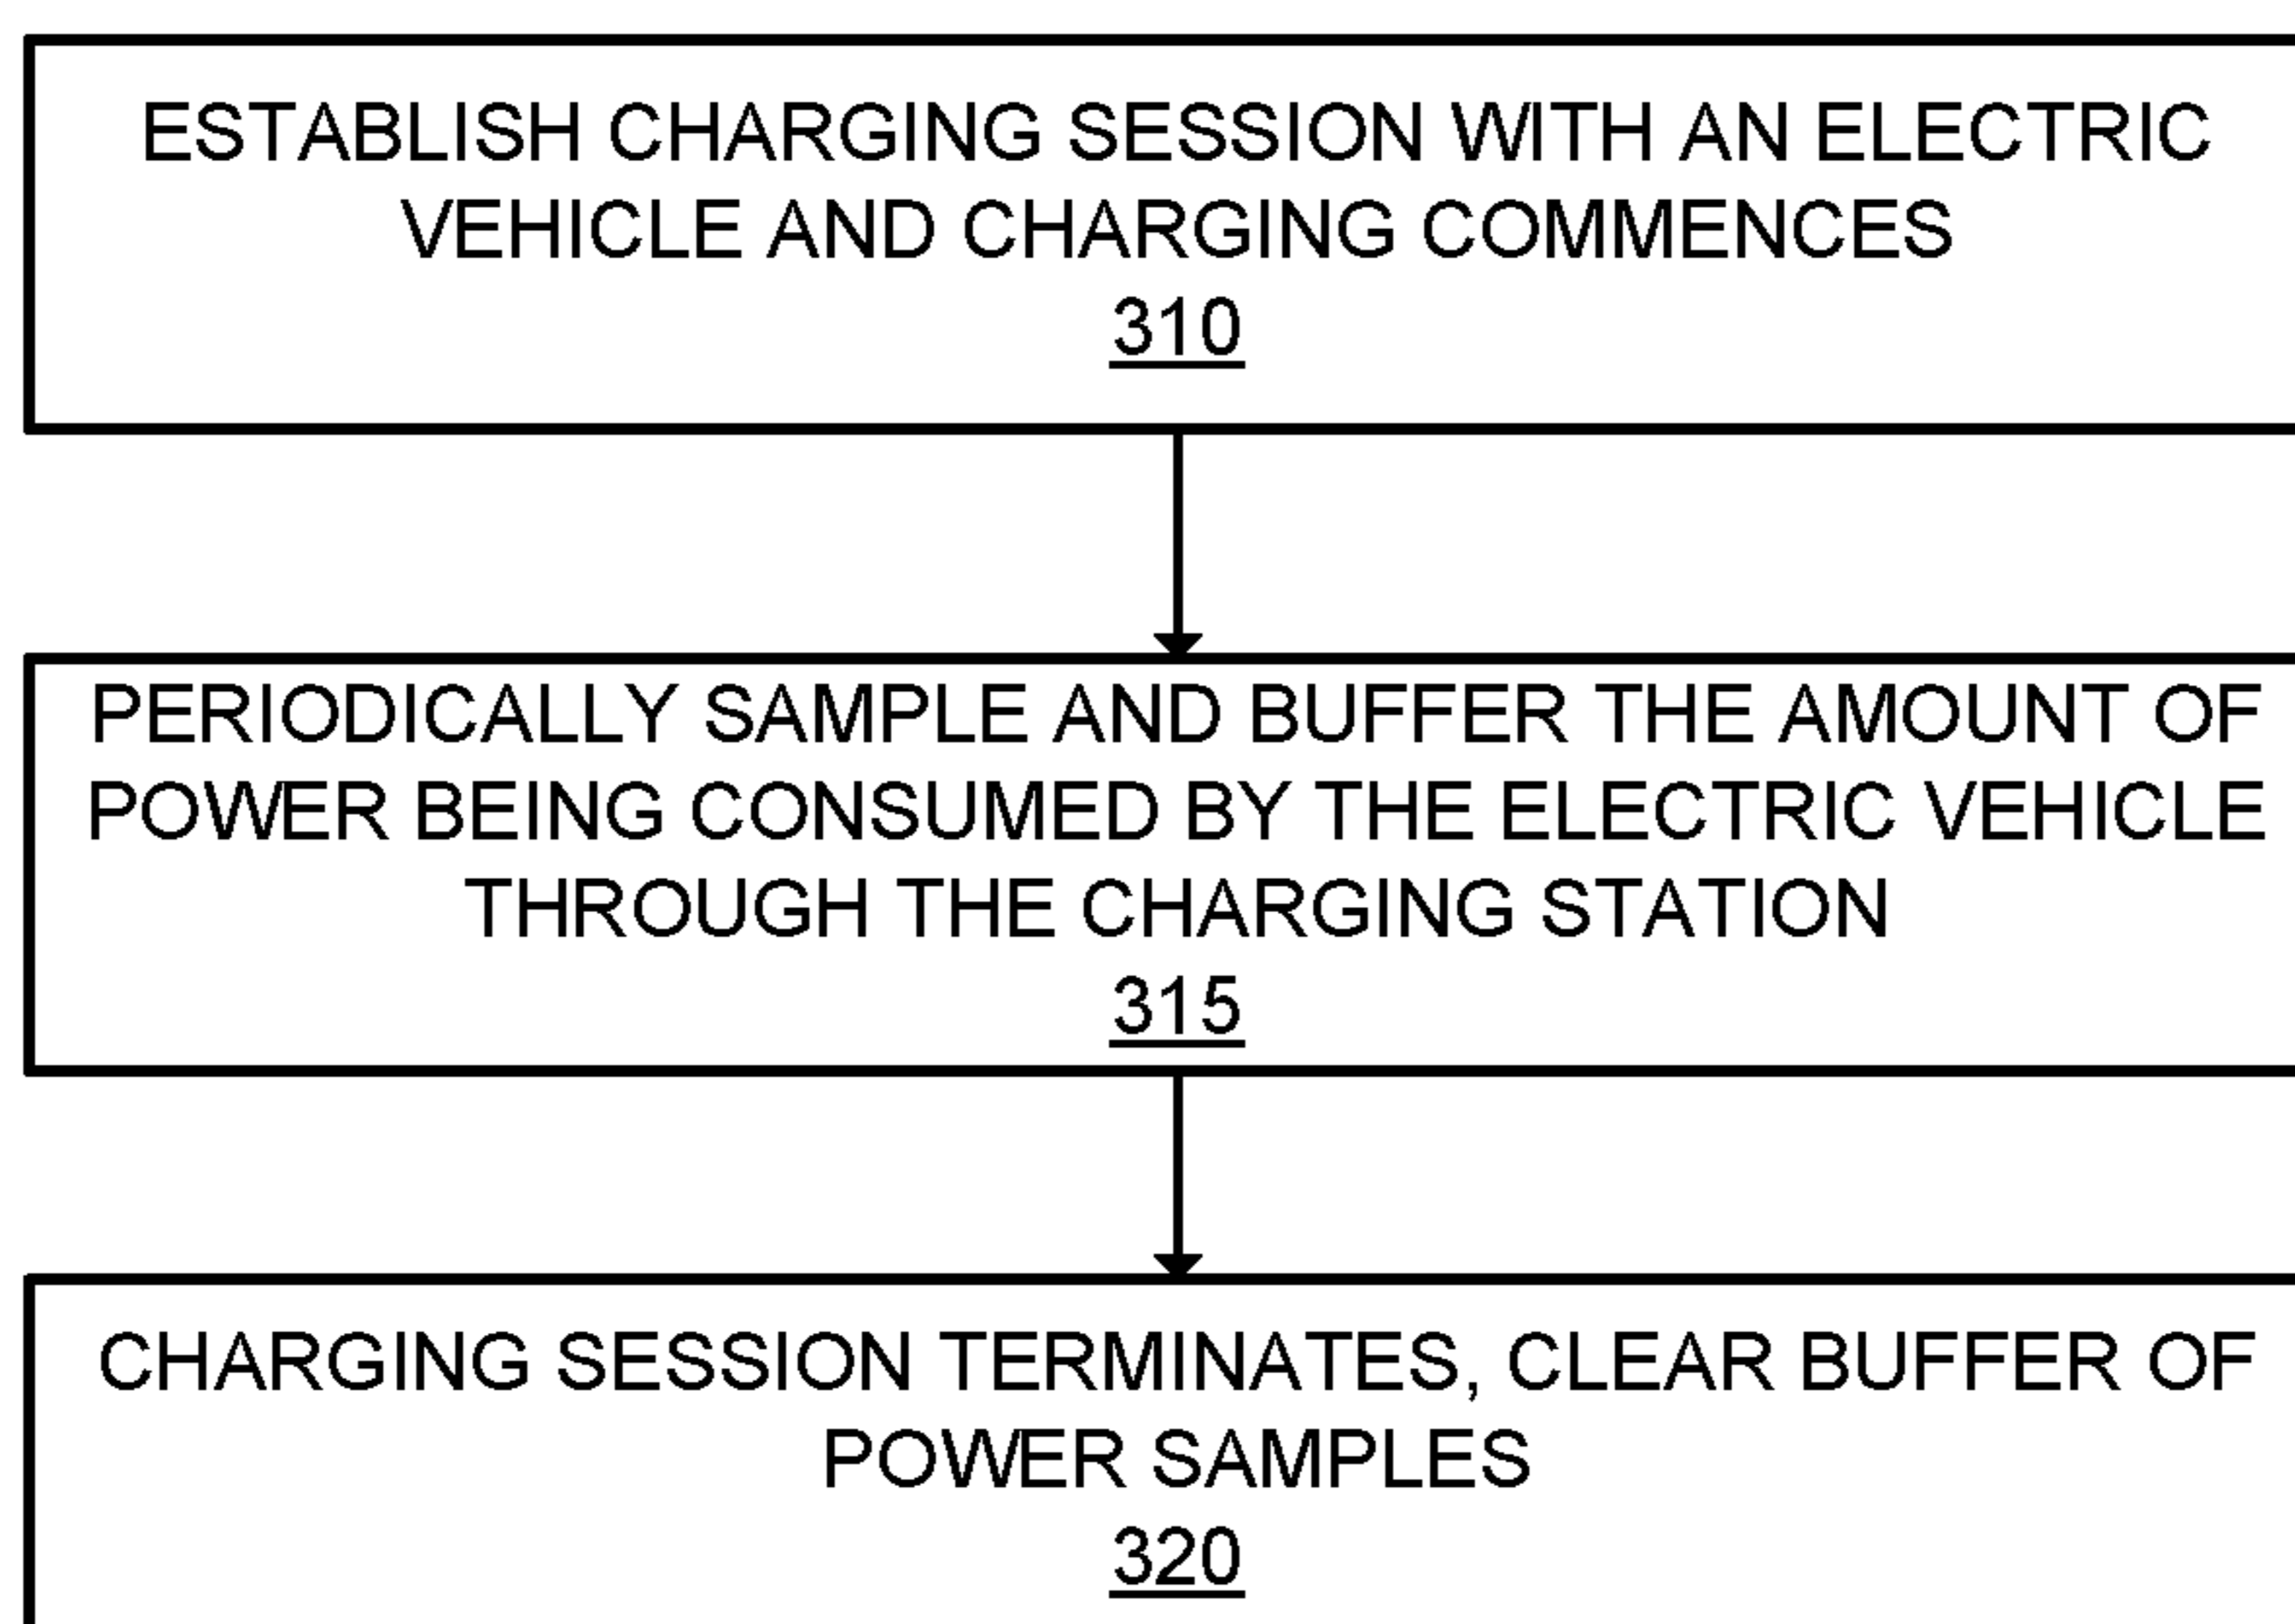 ESTABLISH CHARGING SESSION WITH AN ELECTRIC
VEHICLE AND CHARGING COMMENCES
310
PERIODICALLY SAMPLE AND BUFFER THE AMOUNT OF
POWER BEING CONSUMED BY THE ELECTRIC VEHICLE
THROUGH THE CHARGING STATION
315
CHARGING SESSION TERMINATES, CLEAR BUFFER OF
POWER SAMPLES
320